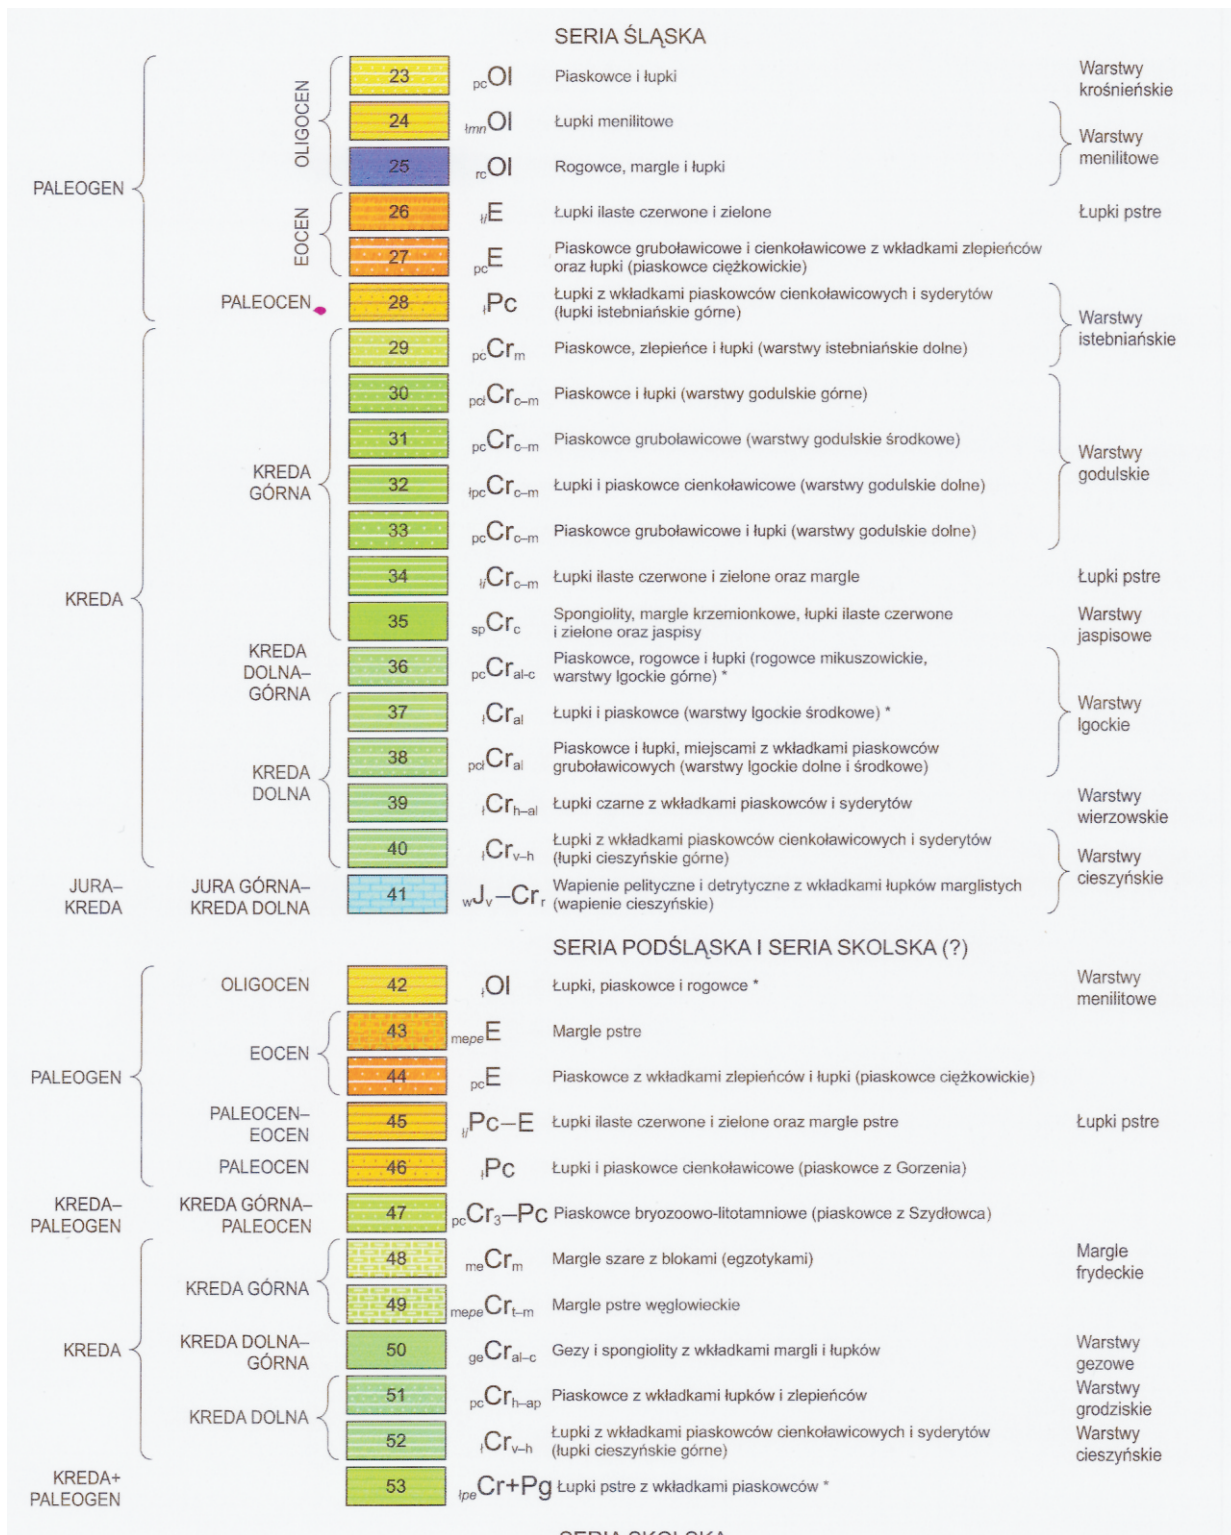 SERIA ŚLĄSKA
PALEOGEN
OLIGOCEN
23 pcOl Piaskowce i łupki
Warstwy
krośnieńskie
24 łmnOl Łupki menilitowe
25 rcOl Rogowce, margle i łupki
Warstwy
menilitowe
EOCEN
26 łiE Łupki ilaste czerwone i zielone Łupki pstre
27 pcE Piaskowce gruboławicowe i cienkoławicowe z wkładkami zlepieńców
oraz łupki (piaskowce ciężkowickie)
PALEOCEN
28 łPc Łupki z wkładkami piaskowców cienkoławicowych i syderytów
(łupki istebniańskie górne)
Warstwy
istebniańskie
KREDA
KREDA
GÓRNA
29 pcCrm Piaskowce, zlepieńce i łupki (warstwy istebniańskie dolne)
30 pcłCrc–m Piaskowce i łupki (warstwy godulskie górne)
31 pcCrc–m Piaskowce grubolawicowe (warstwy godulskie środkowe)
Warstwy
godulskie
32 łpcCrc–m Łupki i piaskowce cienkoławicowe (warstwy godulskie dolne)
33 pcCrc–m Piaskowce gruboławicowe i łupki (warstwy godulskie dolne)
34 łiCrc–m Łupki ilaste czerwone i zielone oraz margle Łupki pstre
35 spCrc Spongiolity, margle krzemionkowe, łupki ilaste czerwone
i zielone oraz jaspisy
Warstwy
jaspisowe
KREDA
DOLNA–
GÓRNA
36 pcCral-c Piaskowce, rogowce i łupki (rogowce mikuszowickie,
warstwy lgockie górne) *
KREDA
DOLNA
37 łCral Łupki i piaskowce (warstwy lgockie środkowe) *
Warstwy
lgockie
38 pcłCral Piaskowce i łupki, miejscami z wkładkami piaskowców
gruboławicowych (warstwy lgockie dolne i środkowe)
39 łCrh–al Łupki czarne z wkładkami piaskowców i syderytów
Warstwy
wierzowskie
40 łCrv–h Łupki z wkładkami piaskowców cienkoławicowych i syderytów
(łupki cieszyńskie górne)
Warstwy
cieszyńskie
JURA–
KREDA
JURA GÓRNA–
KREDA DOLNA
41 wJv–Crr Wapienie pelityczne i detrytyczne z wkładkami łupków marglistych
(wapienie cieszyńskie)
SERIA PODŚLĄSKA I SERIA SKOLSKA (?)
PALEOGEN
OLIGOCEN
42 łOl Łupki, piaskowce i rogowce *
Warstwy
menilitowe
EOCEN
43 mepeE Margle pstre
44 pcE Piaskowce z wkładkami zlepieńców i łupki (piaskowce ciężkowickie)
PALEOCEN–
EOCEN
45 łiPc–E Łupki ilaste czerwone i zielone oraz margle pstre Łupki pstre
PALEOCEN
46 łPc Łupki i piaskowce cienkoławicowe (piaskowce z Gorzenia)
KREDA–
PALEOGEN
KREDA GÓRNA–
PALEOCEN
47 pcCr3–Pc Piaskowce bryozoowo-litotamniowe (piaskowce z Szydłowca)
KREDA
KREDA GÓRNA
48 meCrm Margle szare z blokami (egzotykami)
Margle
frydeckie
49 mepeCrt–m Margle pstre węglowieckie
KREDA DOLNA–
GÓRNA
50 geCral–c Gezy i spongiolity z wkładkami margli i łupków
Warstwy
gezowe
KREDA DOLNA
51 pcCrh–ap Piaskowce z wkładkami łupków i zlepieńców
Warstwy
grodziskie
52 łCrv–h Łupki z wkładkami piaskowców cienkoławicowych i syderytów
(łupki cieszyńskie górne)
Warstwy
cieszyńskie
KREDA+
PALEOGEN
53 łpeCr+Pg Łupki pstre z wkładkami piaskowców *
SERIA SKOLSKA